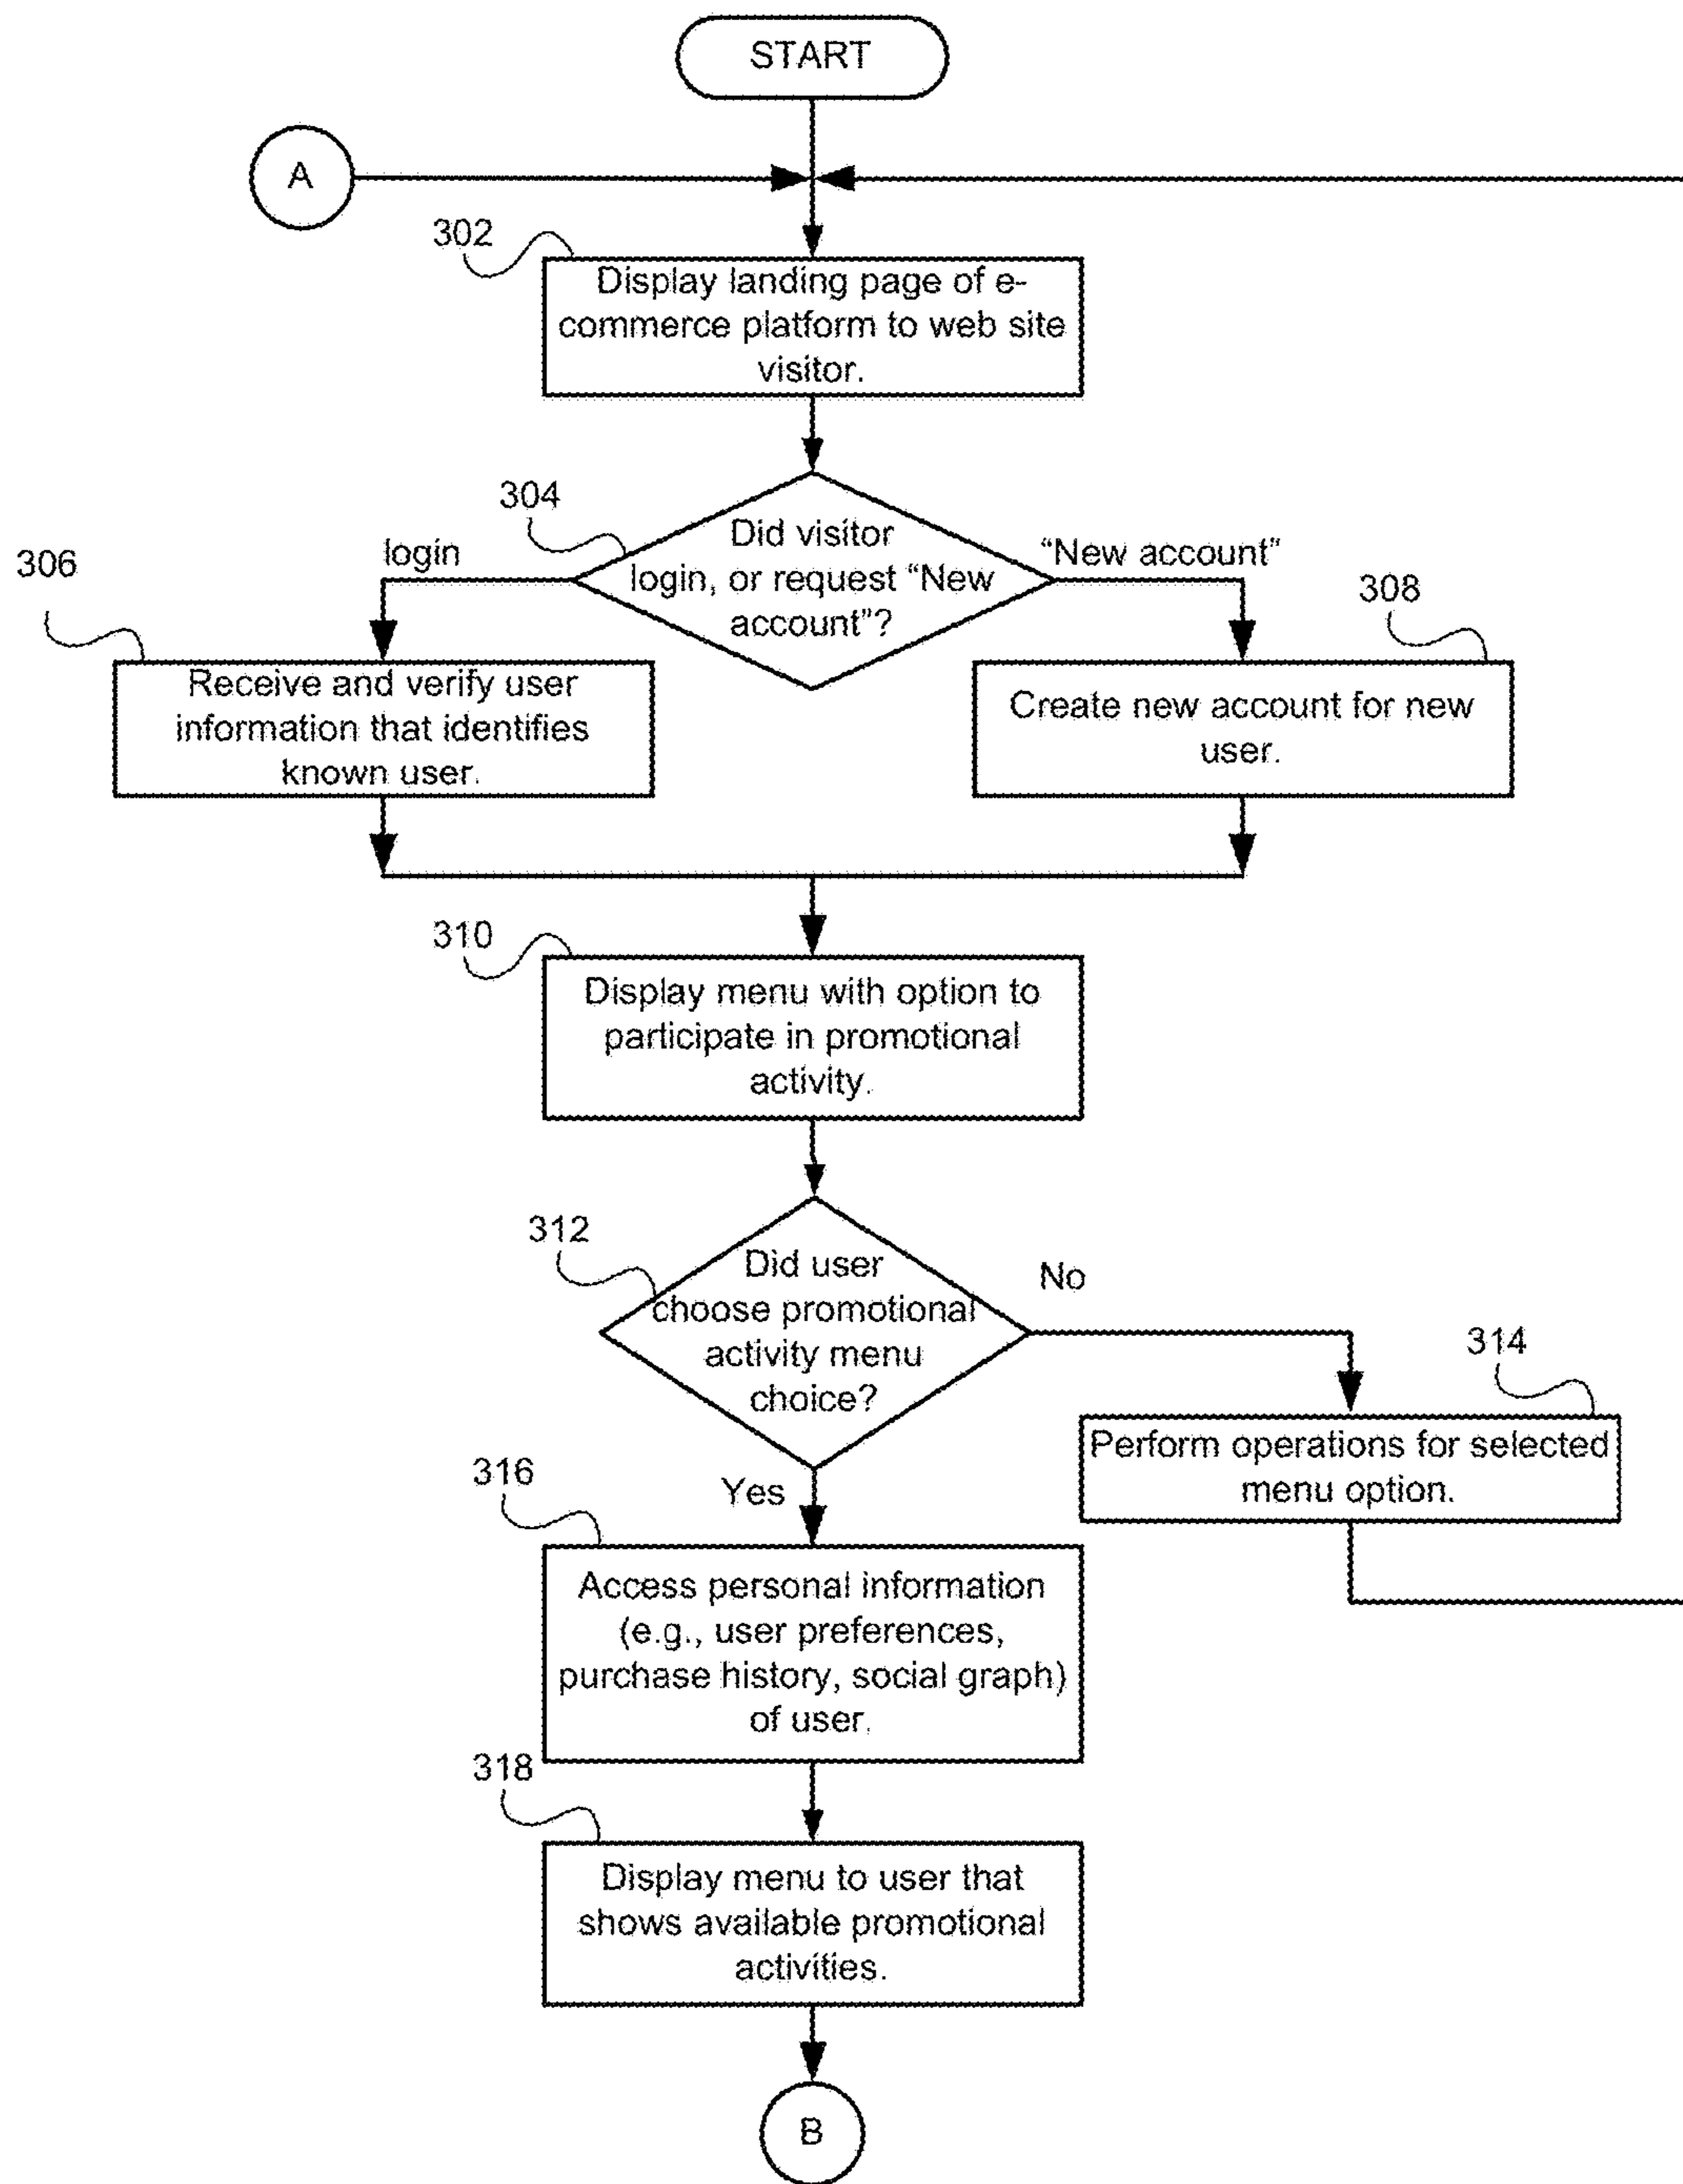 START
A
302
Display landing page of e-
commerce platform to web site
visitor.
304
Did visitor
login, or request “New
account”?
login
“New account”
306
Receive and verify user
information that identifies
known user.
308
Create new account for new
user.
310
Display menu with option to
participate in promotional
activity.
312
Did user
choose promotional
activity menu
choice?
No
314
Perform operations for selected
menu option.
Yes
316
Access personal information
(e.g., user preferences,
purchase history, social graph)
of user.
318
Display menu to user that
shows available promotional
activities.
B